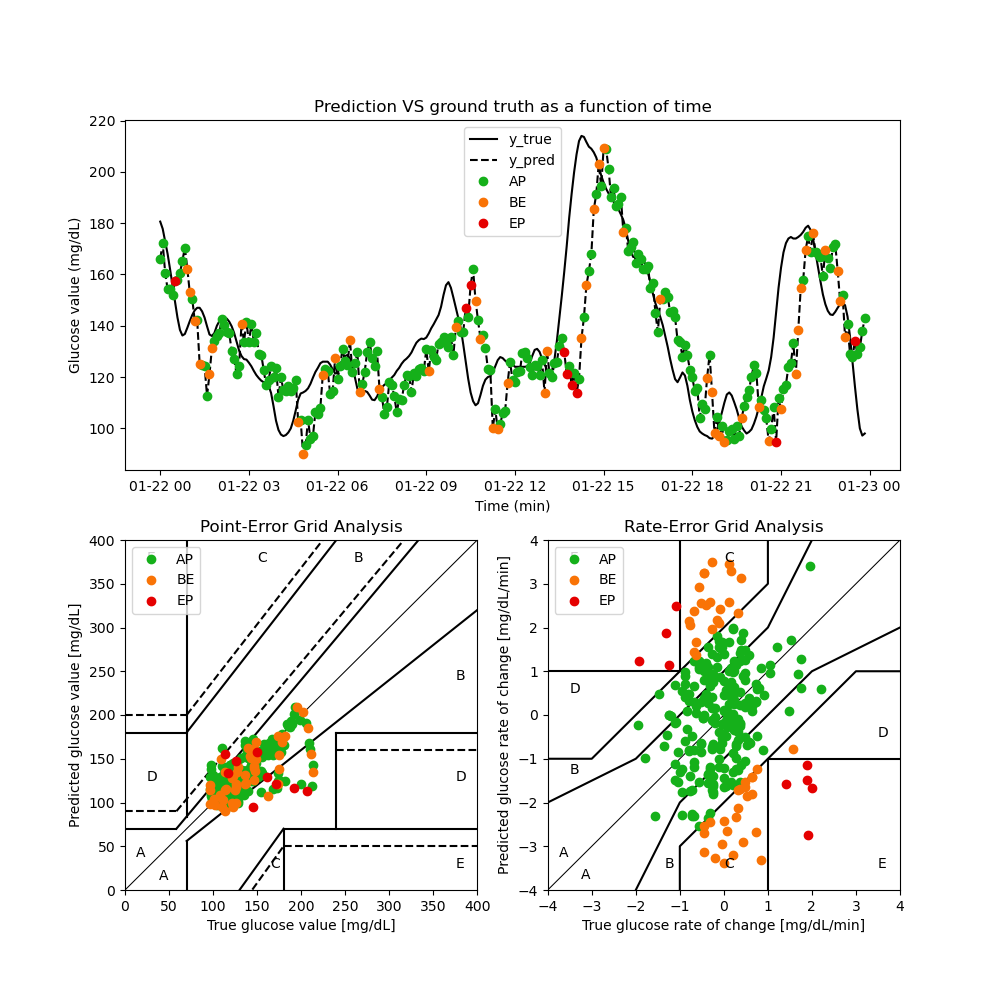 Prediction VS ground truth as a function of time
Glucose value (mg/dL)
220
200
180
160
140
120
100
y_true
y_pred
AP
BE
EP
01-22 00 01-22 03 01-22 06 01-22 09 01-22 12 01-22 15 01-22 18 01-22 21 01-23 00
Time (min)
Point-Error Grid Analysis
Predicted glucose value [mg/dL]
400
350
300
250
200
150
100
50
0
AP
BE
EP
C B
B
D D
A
A C E
0 50 100 150 200 250 300 350 400
True glucose value [mg/dL]
Rate-Error Grid Analysis
Predicted glucose rate of change [mg/dL/min]
4
3
2
1
0
−1
−2
−3
−4
AP
BE
EP
C
D
D
B
A
A B C E
−4 −3 −2 −1 0 1 2 3 4
True glucose rate of change [mg/dL/min]